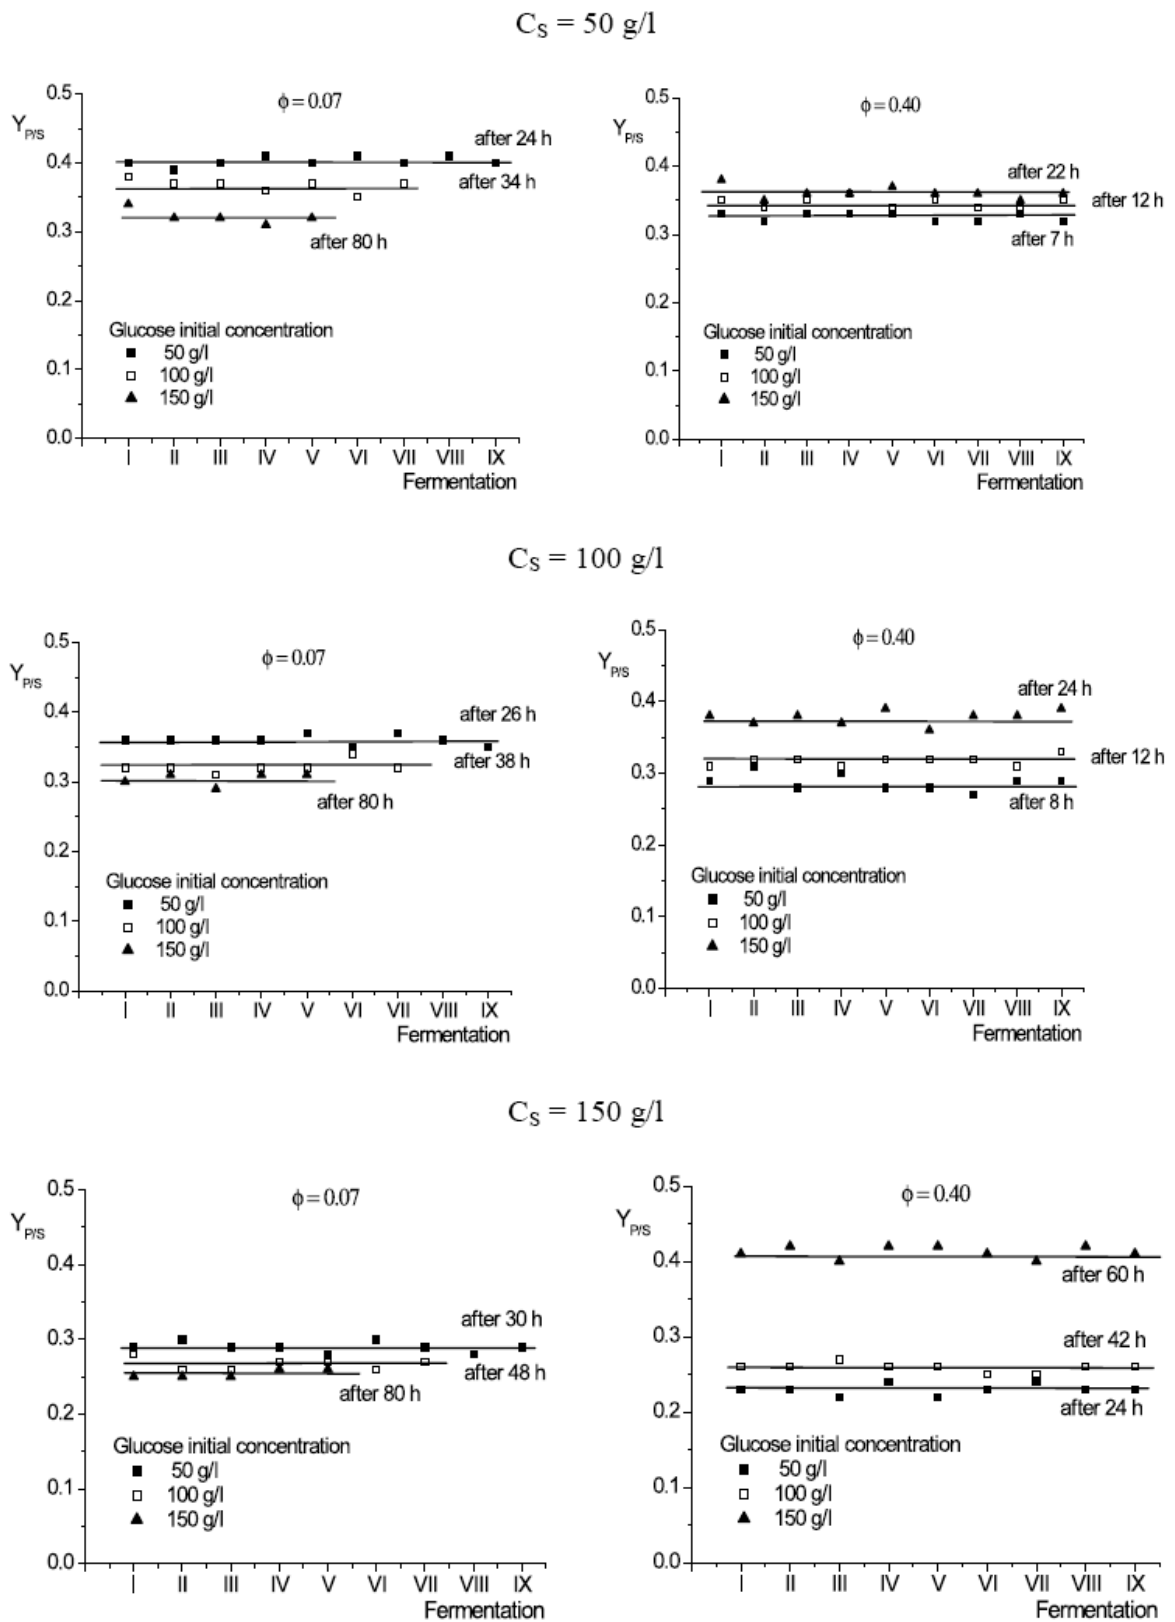 C_S = 50 g/l
0.5
0.4
0.3
0.2
0.1
0.0
Y_P/S
ϕ = 0.07
after 24 h
after 34 h
after 80 h
Glucose initial concentration
50 g/l
100 g/l
150 g/l
I II III IV V VI VII VIII IX
Fermentation
0.5
0.4
0.3
0.2
0.1
0.0
Y_P/S
ϕ = 0.40
after 22 h
after 12 h
after 7 h
Glucose initial concentration
50 g/l
100 g/l
150 g/l
I II III IV V VI VII VIII IX
Fermentation
C_S = 100 g/l
0.5
0.4
0.3
0.2
0.1
0.0
Y_P/S
ϕ = 0.07
after 26 h
after 38 h
after 80 h
Glucose initial concentration
50 g/l
100 g/l
150 g/l
I II III IV V VI VII VIII IX
Fermentation
0.5
0.4
0.3
0.2
0.1
0.0
Y_P/S
ϕ = 0.40
after 24 h
after 12 h
after 8 h
Glucose initial concentration
50 g/l
100 g/l
150 g/l
I II III IV V VI VII VIII IX
Fermentation
C_S = 150 g/l
0.5
0.4
0.3
0.2
0.1
0.0
Y_P/S
ϕ = 0.07
after 30 h
after 48 h
after 80 h
Glucose initial concentration
50 g/l
100 g/l
150 g/l
I II III IV V VI VII VIII IX
Fermentation
0.5
0.4
0.3
0.2
0.1
0.0
Y_P/S
ϕ = 0.40
after 60 h
after 42 h
after 24 h
Glucose initial concentration
50 g/l
100 g/l
150 g/l
I II III IV V VI VII VIII IX
Fermentation